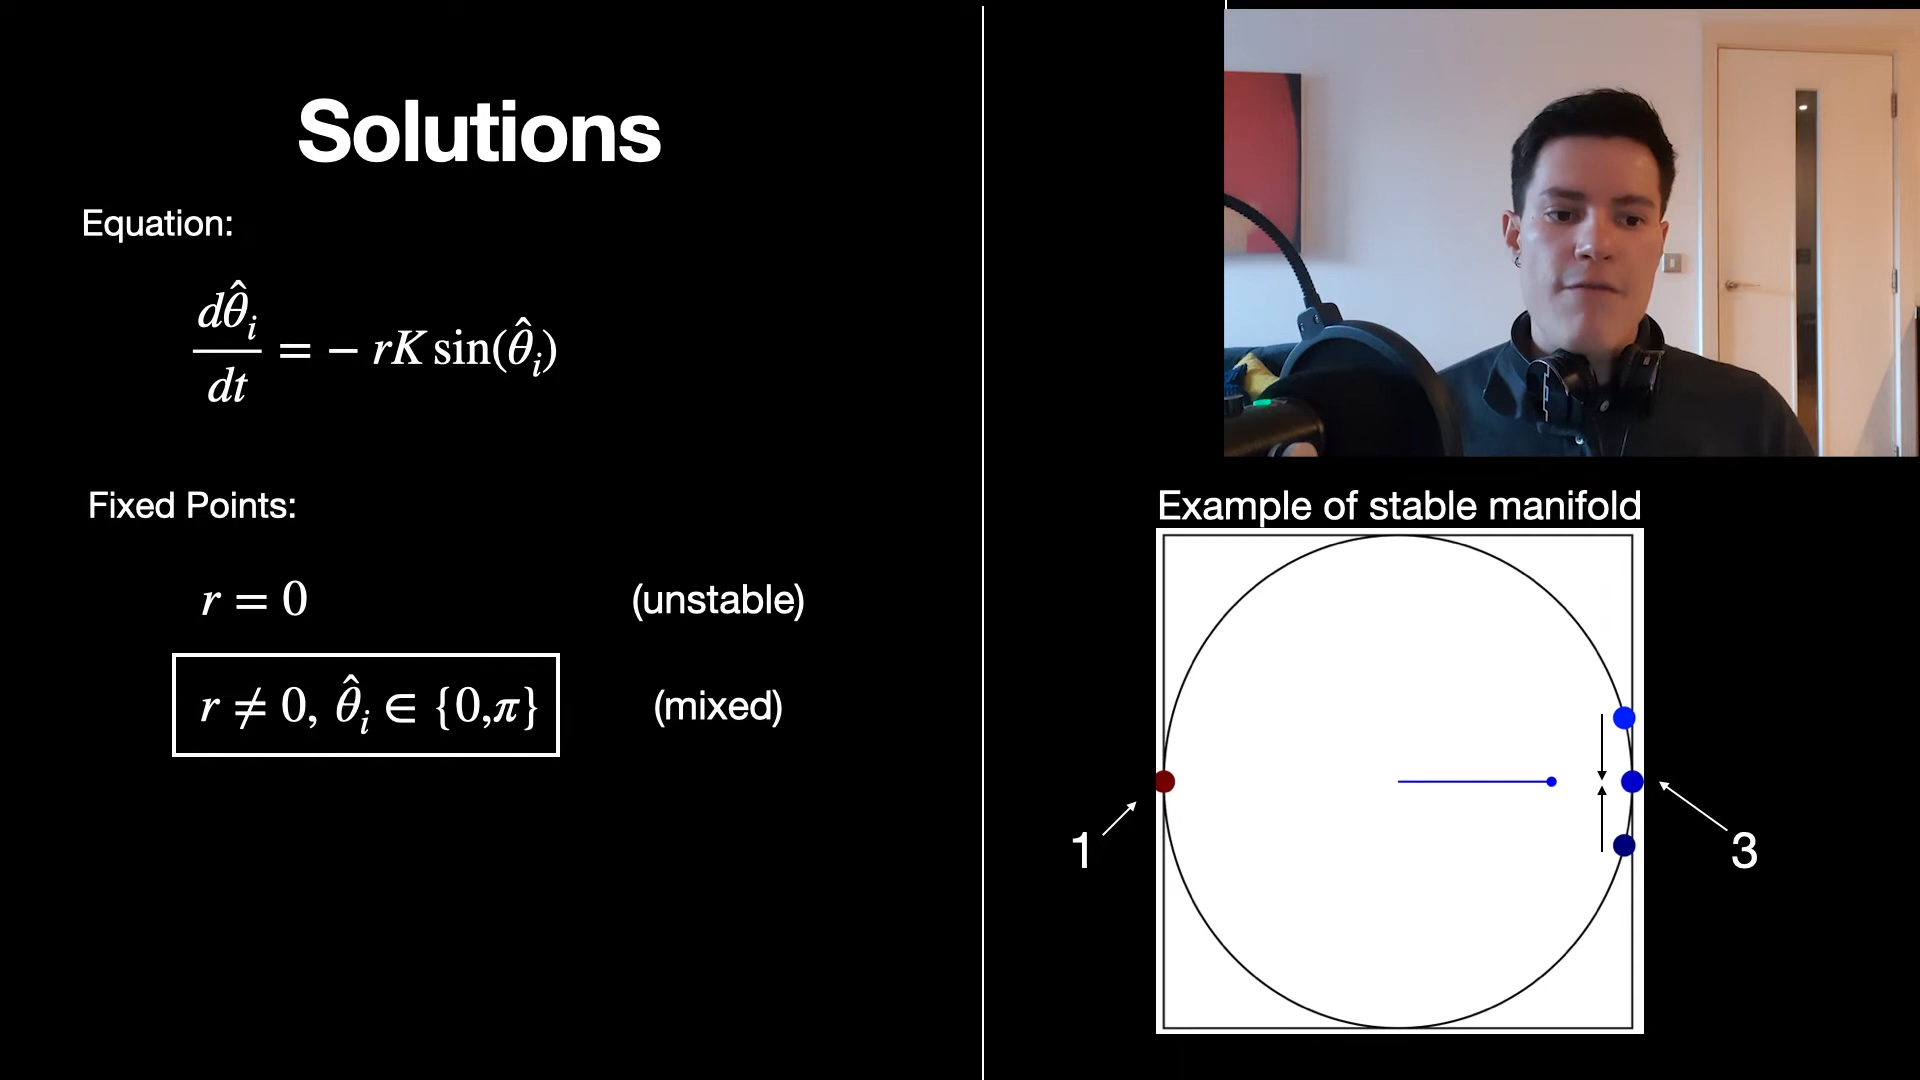 Solutions
Equation:
dθ̂ᵢ/dt = − rK sin(θ̂ᵢ)
Fixed Points:
r = 0 (unstable)
r ≠ 0, θ̂ᵢ ∈ {0,π} (mixed)
Example of stable manifold
1
3